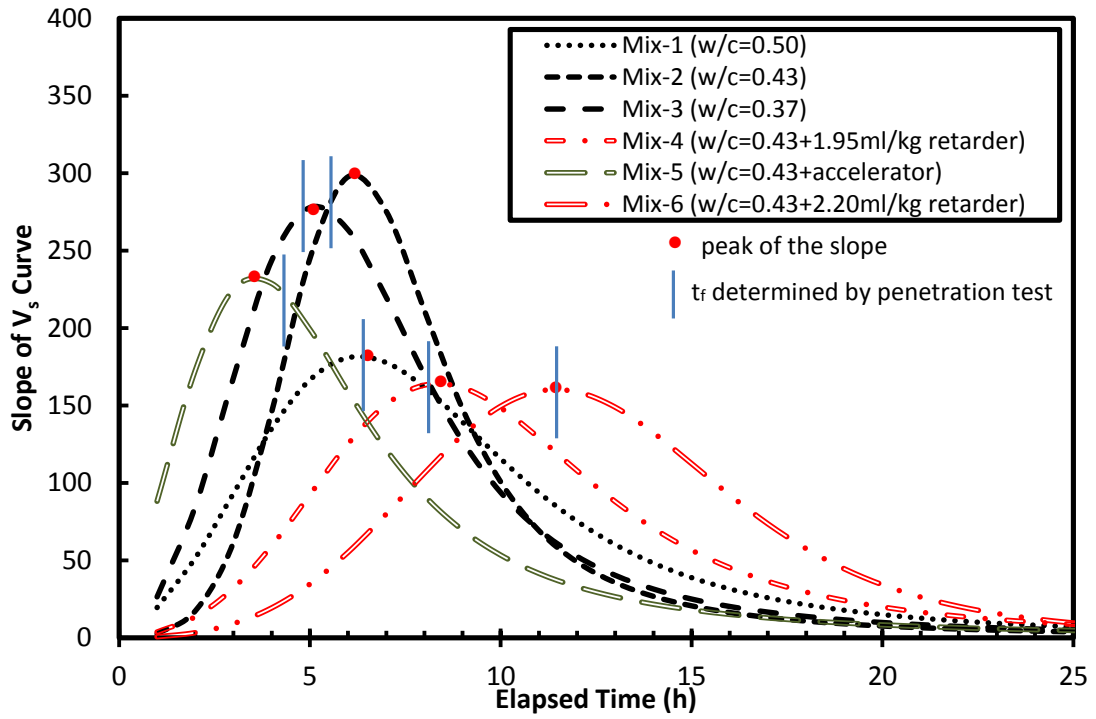 400
350
300
250
200
150
100
50
0
Slope of Vs Curve
Mix-1 (w/c=0.50)
Mix-2 (w/c=0.43)
Mix-3 (w/c=0.37)
Mix-4 (w/c=0.43+1.95ml/kg retarder)
Mix-5 (w/c=0.43+accelerator)
Mix-6 (w/c=0.43+2.20ml/kg retarder)
peak of the slope
tf determined by penetration test
0 5 10 15 20 25
Elapsed Time (h)